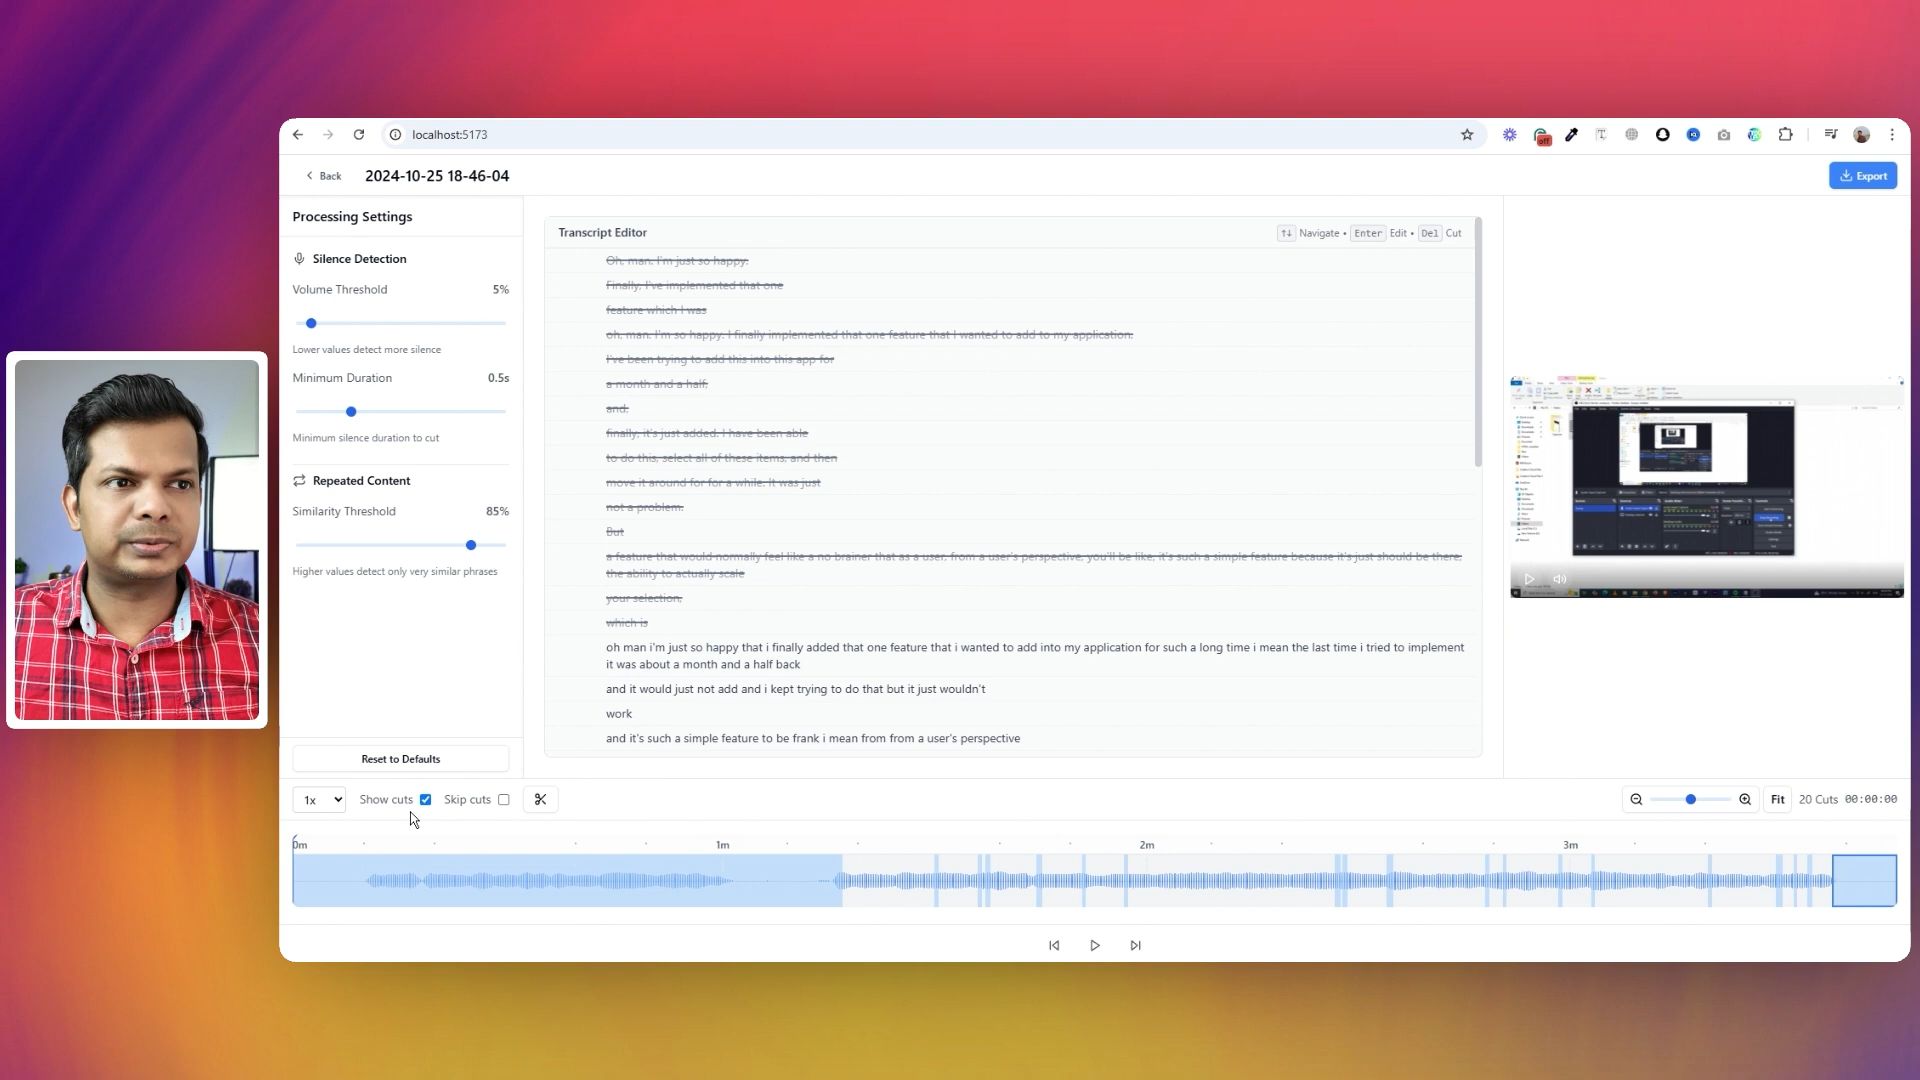 localhost:5173
off
Back
2024-10-25 18-46-04
Export
Processing Settings
Silence Detection
Volume Threshold 5%
Lower values detect more silence
Minimum Duration 0.5s
Minimum silence duration to cut
Repeated Content
Similarity Threshold 85%
Higher values detect only very similar phrases
Reset to Defaults
Transcript Editor
↑↓ Navigate • Enter Edit • Del Cut
Oh, man. I'm just so happy.
Finally, I've implemented that one
feature which I was
oh, man. I'm so happy. I finally implemented that one feature that I wanted to add to my application.
I've been trying to add this into this app for
a month and a half.
and,
finally, it's just added. I have been able
to do this, select all of these items, and then
move it around for for a while. It was just
not a problem.
But
a feature that would normally feel like a no brainer that as a user, from a user's perspective, you'll be like, it's such a simple feature because it's just should be there,
the ability to actually scale
your selection,
which is
oh man i'm just so happy that i finally added that one feature that i wanted to add into my application for such a long time i mean the last time i tried to implement
it was about a month and a half back
and it would just not add and i kept trying to do that but it just wouldn't
work
and it's such a simple feature to be frank i mean from from a user's perspective
1x Show cuts Skip cuts
Fit 20 Cuts 00:00:00
0m 1m 2m 3m